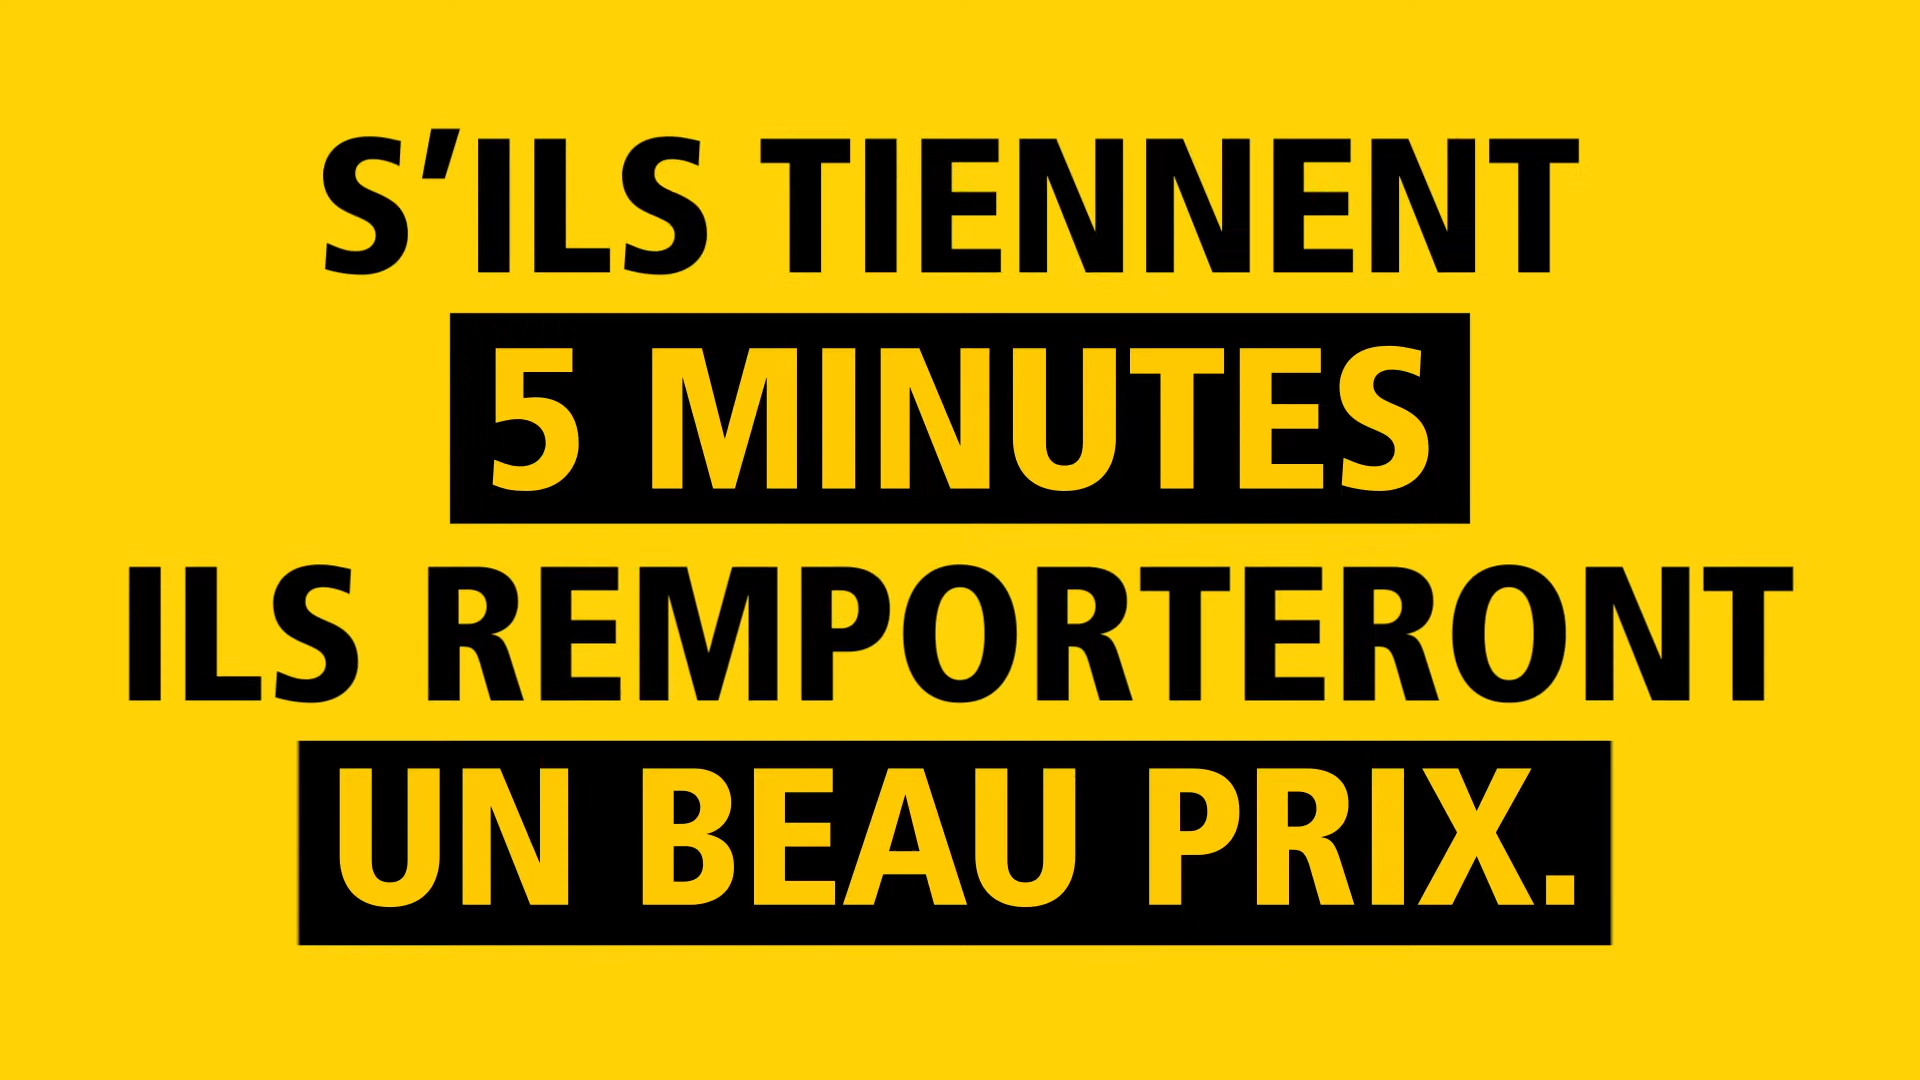 S’ILS TIENNENT
5 MINUTES
ILS REMPORTERONT
UN BEAU PRIX.